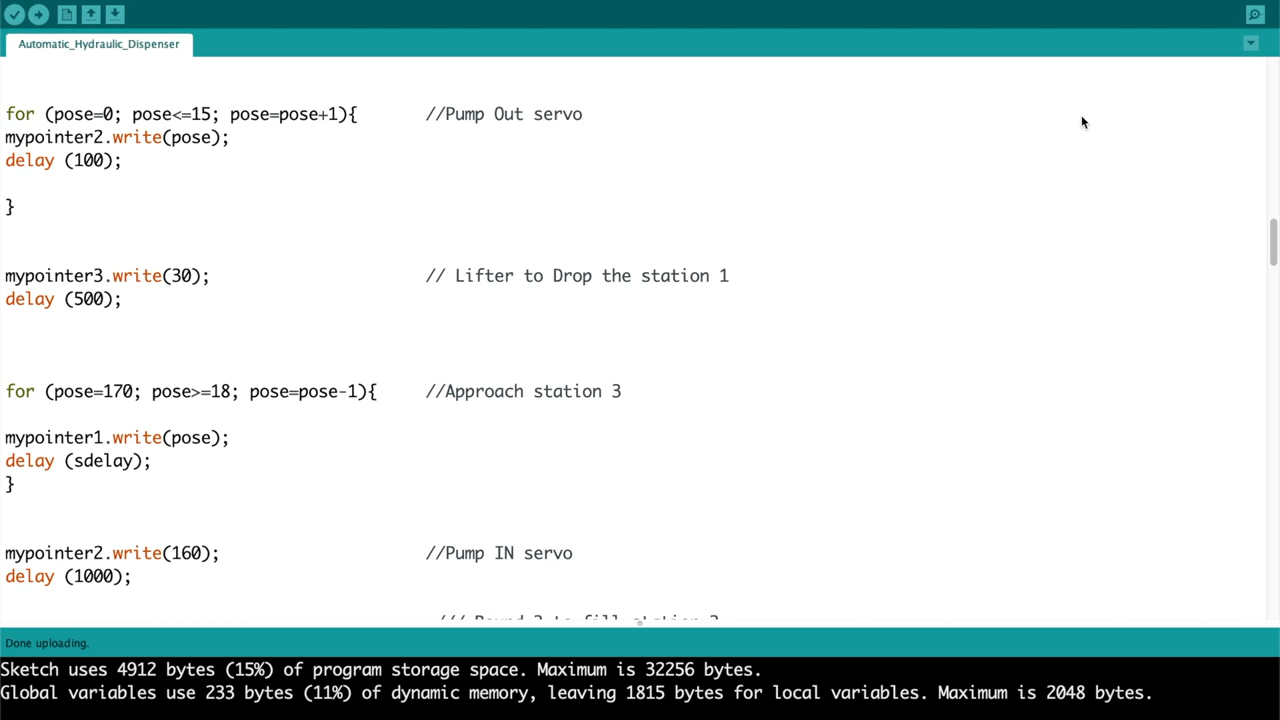 Automatic_Hydraulic_Dispenser
for (pose=0; pose<=15; pose=pose+1){ //Pump Out servo
mypointer2.write(pose);
delay (100);
}
mypointer3.write(30); // Lifter to Drop the station 1
delay (500);
for (pose=170; pose>=18; pose=pose-1){ //Approach station 3
mypointer1.write(pose);
delay (sdelay);
}
mypointer2.write(160); //Pump IN servo
delay (1000);
to fill station
Done uploading.
Sketch uses 4912 bytes (15%) of program storage space. Maximum is 32256 bytes.
Global variables use 233 bytes (11%) of dynamic memory, leaving 1815 bytes for local variables. Maximum is 2048 bytes.